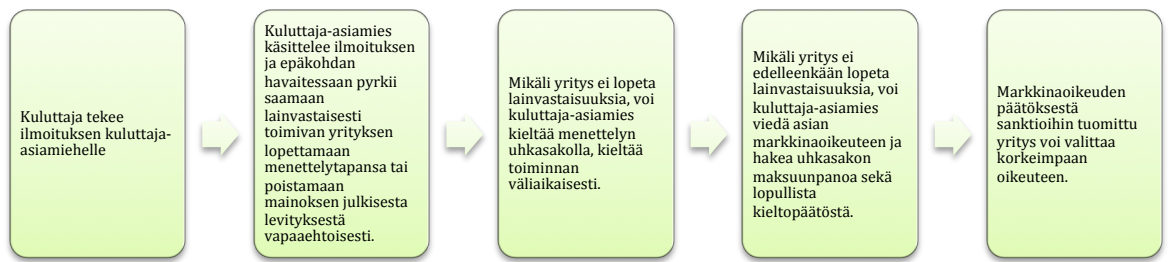 Kuluttaja tekee
ilmoituksen kuluttaja-
asiamiehelle
Kuluttaja-asiamies
käsittelee ilmoituksen
ja epäkohdan
havaitessaan pyrkii
saamaan
lainvastaisesti
toimivan yrityksen
lopettamaan
menettelytapansa tai
poistamaan
mainoksen julkisesta
levityksestä
vapaaehtoisesti.
Mikäli yritys ei lopeta
lainvastaisuuksia, voi
kuluttaja-asiamies
kieltää menettelyn
uhkasakolla, kieltää
toiminnan
väliaikaisesti.
Mikäli yritys ei
edelleenkään lopeta
lainvastaisuuksia, voi
kuluttaja-asiamies
viedä asian
markkinaoikeuteen ja
hakea uhkasakon
maksuunpanoa sekä
lopullista
kieltopäätöstä.
Markkinaoikeuden
päätöksestä
sanktioihin tuomittu
yritys voi valittaa
korkeimpaan
oikeuteen.